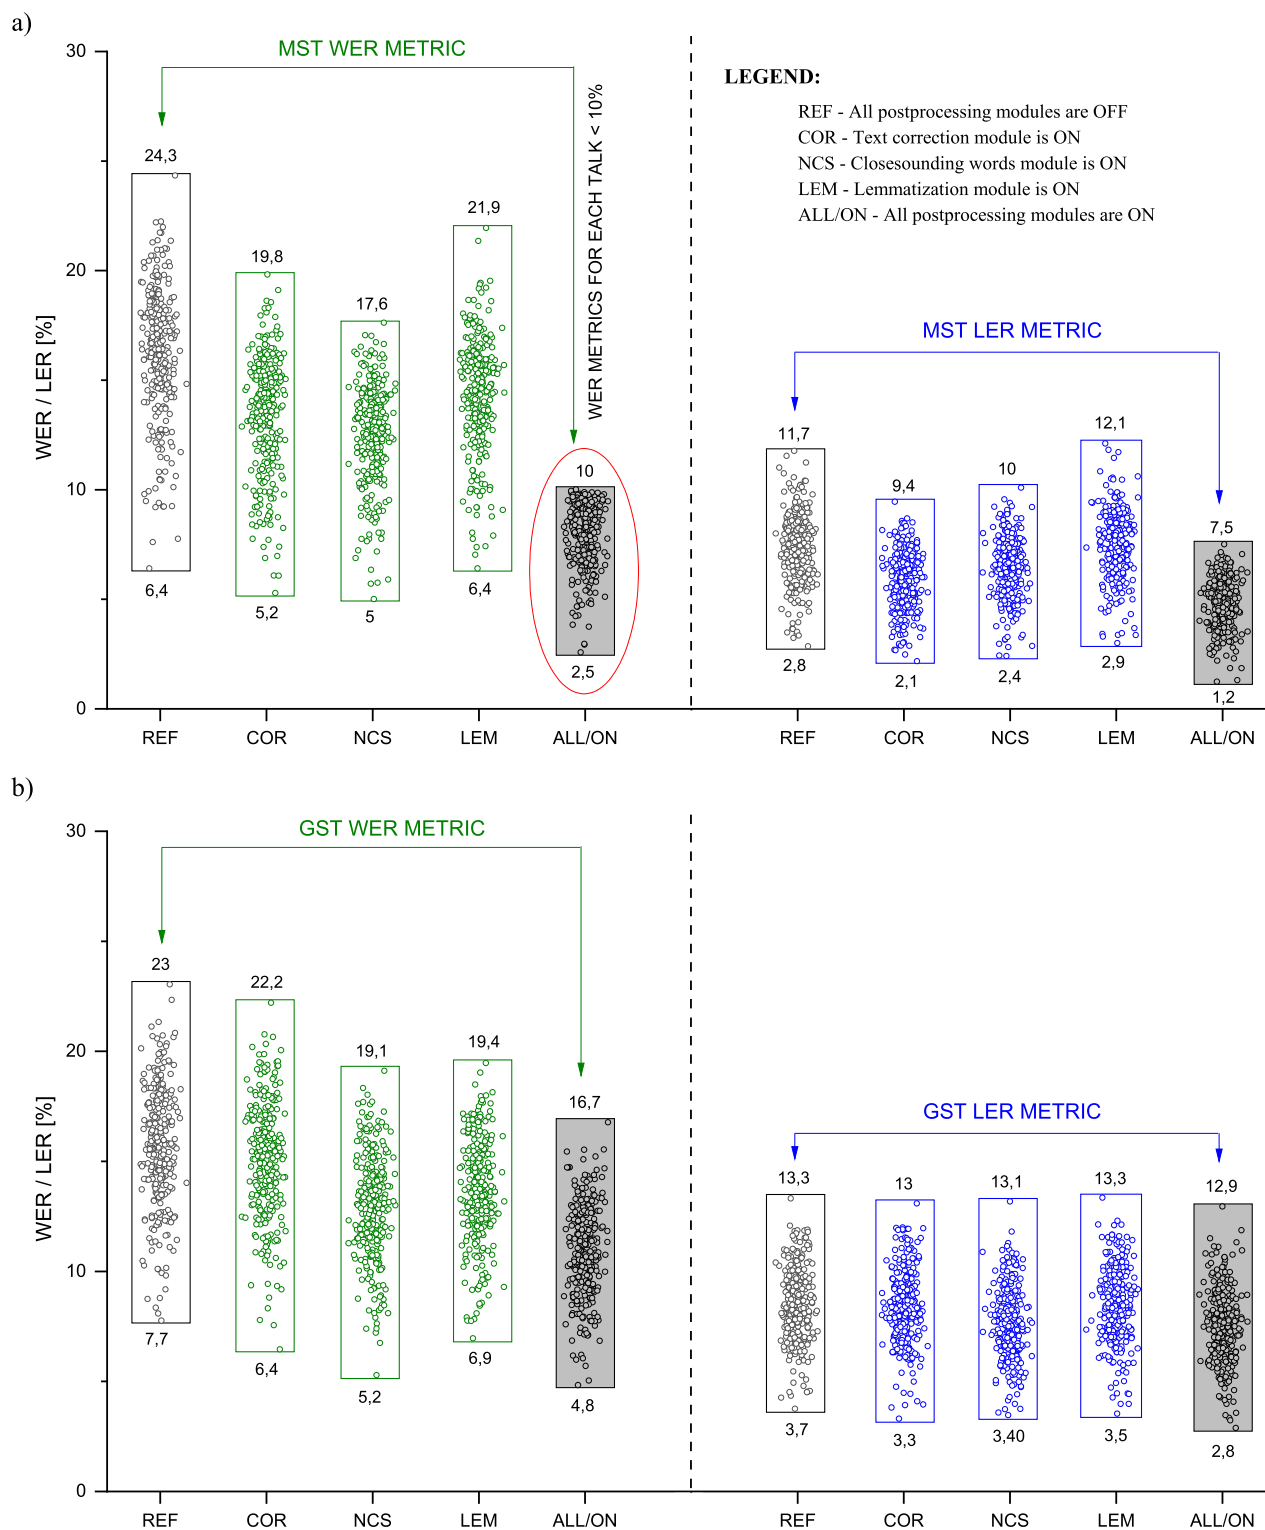 a)
MST WER METRIC
LEGEND:
REF - All postprocessing modules are OFF
COR - Text correction module is ON
NCS - Closesounding words module is ON
LEM - Lemmatization module is ON
ALL/ON - All postprocessing modules are ON
WER METRICS FOR EACH TALK < 10%
MST LER METRIC
WER / LER [%]
30
20
10
0
24,3
19,8
17,6
21,9
10
6,4
5,2
5
6,4
2,5
11,7
9,4
10
12,1
7,5
2,8
2,1
2,4
2,9
1,2
REF COR NCS LEM ALL/ON REF COR NCS LEM ALL/ON
b)
GST WER METRIC
GST LER METRIC
WER / LER [%]
30
20
10
0
23
22,2
19,1
19,4
16,7
7,7
6,4
5,2
6,9
4,8
13,3
13
13,1
13,3
12,9
3,7
3,3
3,40
3,5
2,8
REF COR NCS LEM ALL/ON REF COR NCS LEM ALL/ON